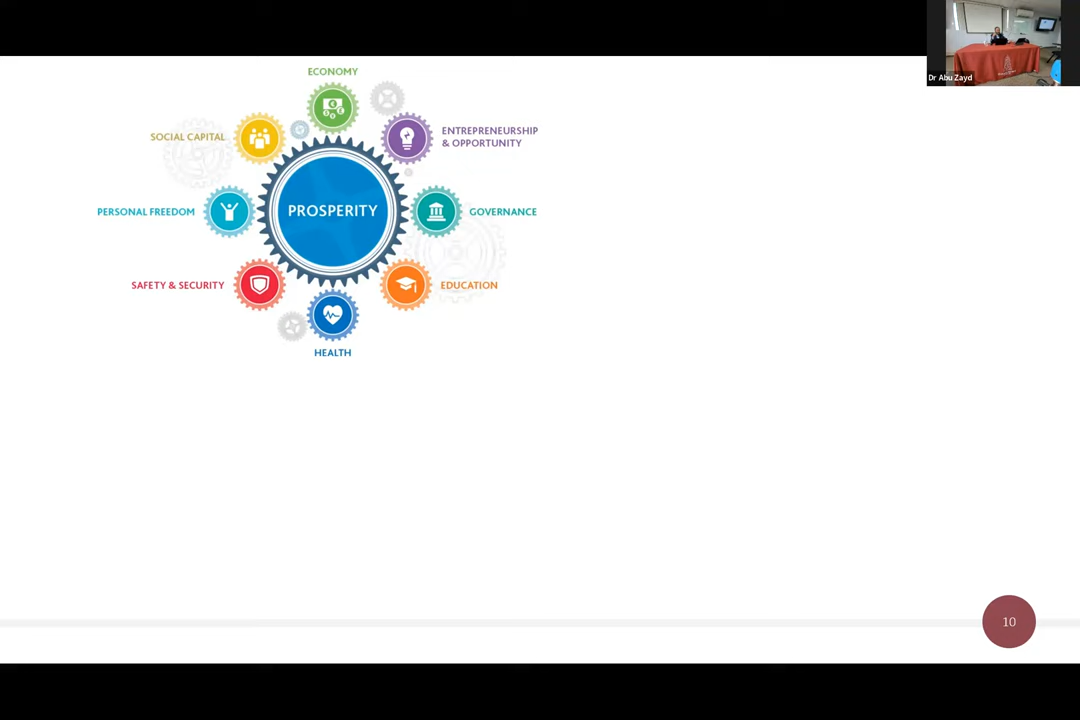 Dr Abu Zayd
ECONOMY
SOCIAL CAPITAL
ENTREPRENEURSHIP
& OPPORTUNITY
PERSONAL FREEDOM
PROSPERITY
GOVERNANCE
SAFETY & SECURITY
EDUCATION
HEALTH
10